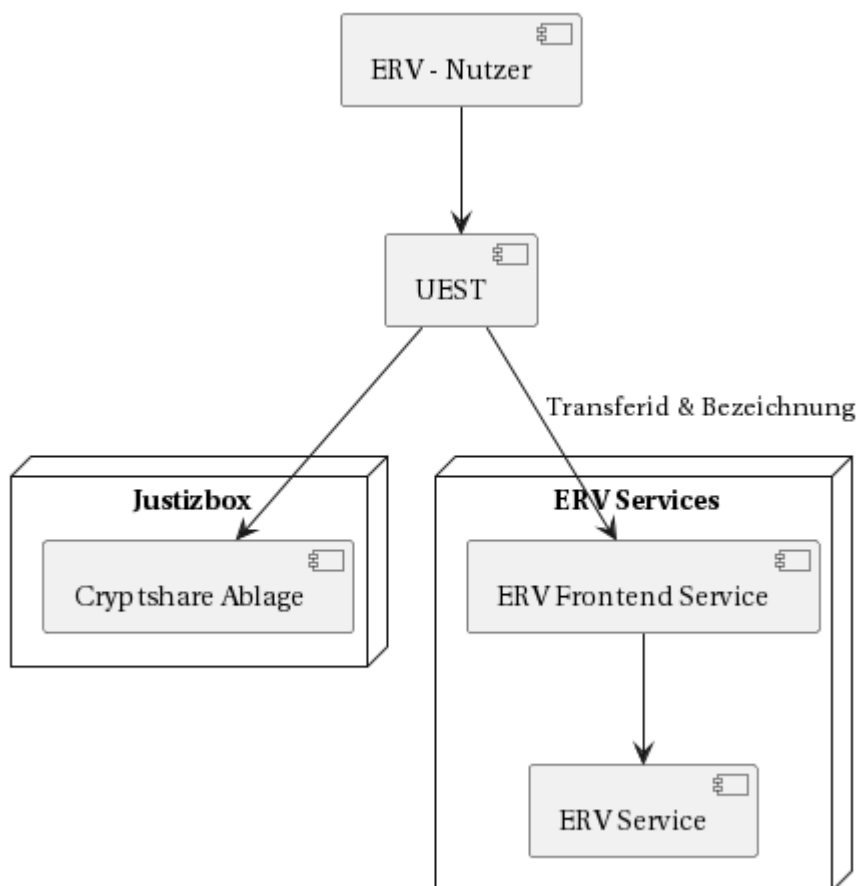 ERV - Nutzer
UEST
Transferid & Bezeichnung
Justizbox
Cryptshare Ablage
ERV Services
ERV Frontend Service
ERV Service